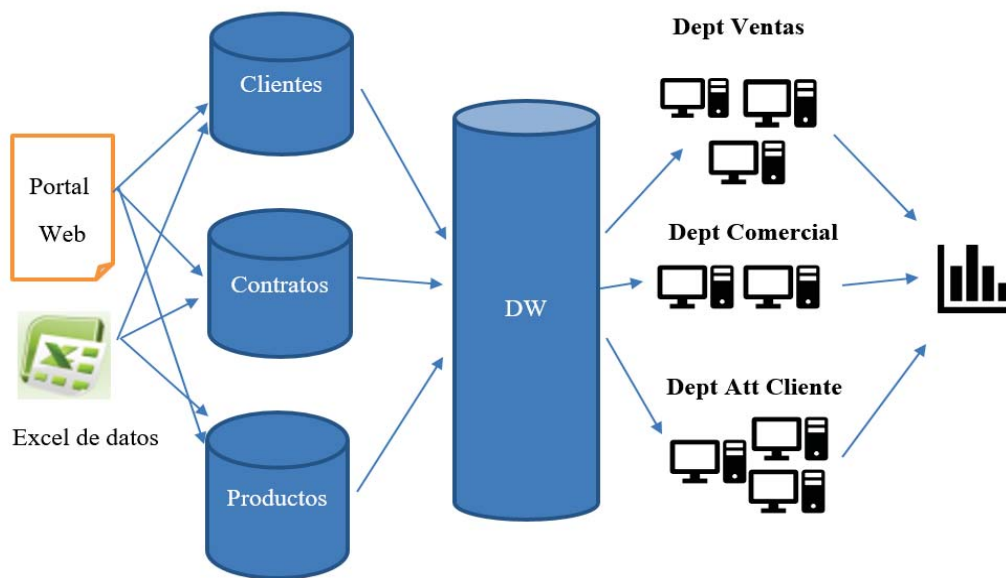 Portal
Web
Excel de datos
Clientes
Contratos
Productos
DW
Dept Ventas
Dept Comercial
Dept Att Cliente